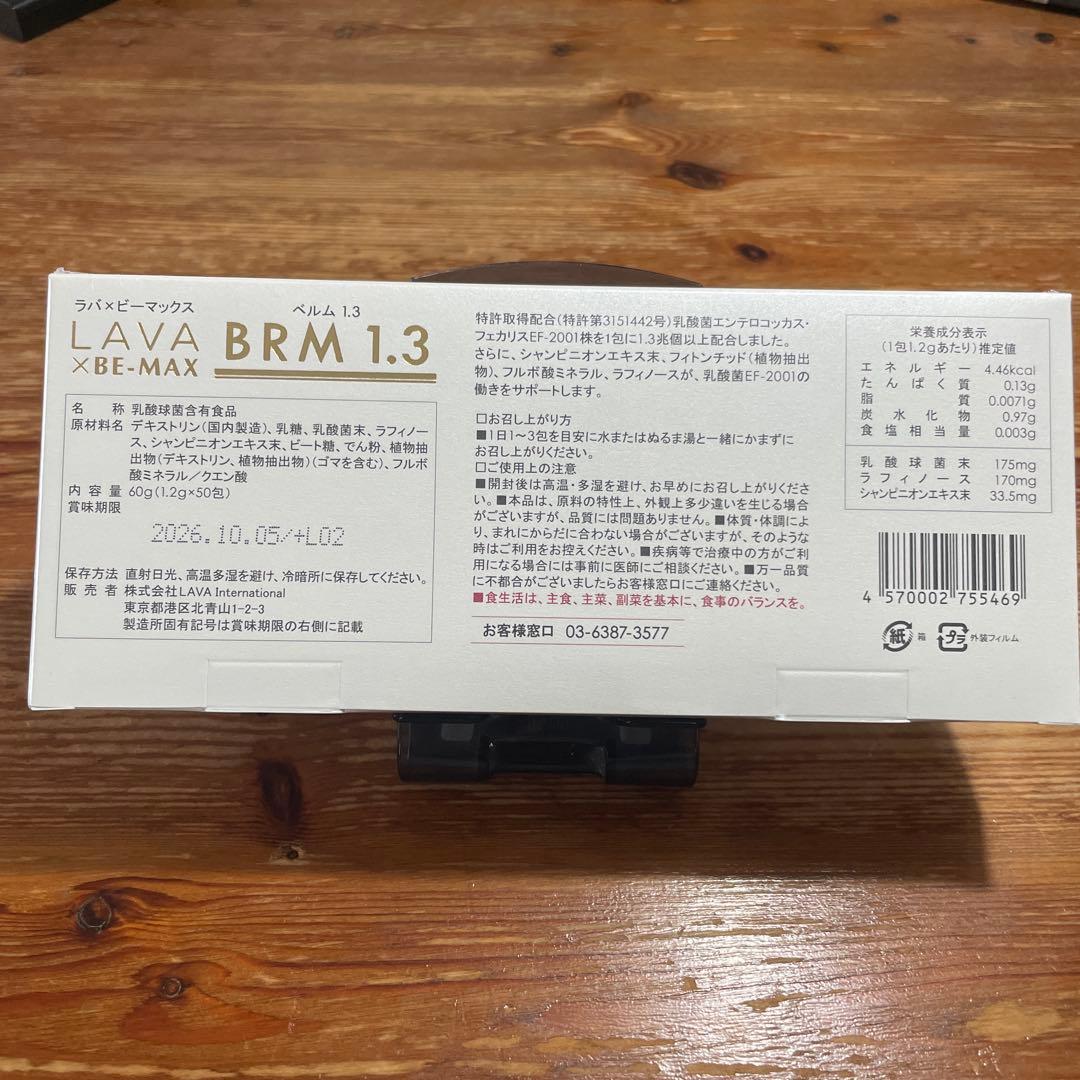 ラバ×ビーマックス
ベルム 1.3
LAVA
×BE-MAX
BRM 1.3
名　称 乳酸球菌含有食品
原材料名 デキストリン(国内製造)、乳糖、乳酸菌末、ラフィノー
ス、シャンピニオンエキス末、ビート糖、でん粉、植物抽
出物(デキストリン、植物抽出物)(ゴマを含む)、フルボ
酸ミネラル／クエン酸
内 容 量 60g(1.2g×50包)
賞味期限
2026.10.05/+L02
保存方法 直射日光、高温多湿を避け、冷暗所に保存してください。
販 売 者 株式会社LAVA International
東京都港区北青山1-2-3
製造所固有記号は賞味期限の右側に記載
特許取得配合(特許第3151442号)乳酸菌エンテロコッカス・
フェカリスEF-2001株を1包に1.3兆個以上配合しました。
さらに、シャンピニオンエキス末、フィトンチッド(植物抽出
物)、フルボ酸ミネラル、ラフィノースが、乳酸菌EF-2001の
働きをサポートします。
□お召し上がり方
■1日1〜3包を目安に水またはぬるま湯と一緒にかまずに
お召し上がりください。
□ご使用上の注意
■開封後は高温・多湿を避け、お早めにお召し上がりくださ
い。■本品は、原料の特性上、外観上多少違いを生じる場合
がございますが、品質には問題ありません。■体質・体調によ
り、まれにからだに合わない場合がございますが、そのような
時はご利用をお控えください。■疾病等で治療中の方がご利
用になる場合には事前に医師にご相談ください。■万一品質
に不都合がございましたらお客様窓口にご連絡ください。
■食生活は、主食、主菜、副菜を基本に、食事のバランスを。
お客様窓口 03-6387-3577
栄養成分表示
(1包1.2gあたり)推定値
エネルギー 4.46kcal
たんぱく質 0.13g
脂質 0.0071g
炭水化物 0.97g
食塩相当量 0.003g
乳酸球菌末 175mg
ラフィノース 170mg
シャンピニオンエキス末 33.5mg
4 570002 755469
紙 箱 プラ 外装フィルム